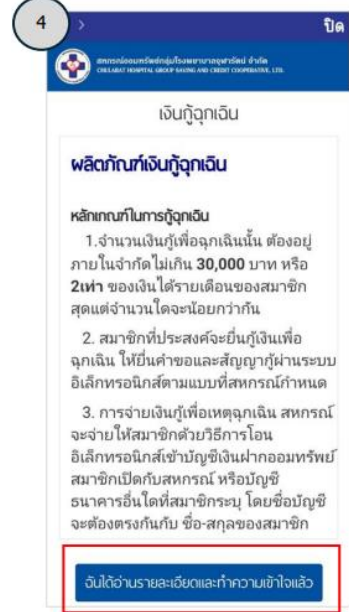 4
ปิด
สหกรณ์ออมทรัพย์กลุ่มโรงพยาบาลจุฬารัตน์ จำกัด
CHULARAT HOSPITAL GROUP SAVING AND CREDIT COOPERATIVE, LTD.
เงินกู้ฉุกเฉิน
ผลิตภัณฑ์เงินกู้ฉุกเฉิน
หลักเกณฑ์ในการกู้ฉุกเฉิน
1.จำนวนเงินกู้เพื่อฉุกเฉินนั้น ต้องอยู่
ภายในจำกัดไม่เกิน 30,000 บาท หรือ
2เท่า ของเงินได้รายเดือนของสมาชิก
สุดแต่จำนวนใดจะน้อยกว่ากัน
2. สมาชิกที่ประสงค์จะยื่นกู้เงินเพื่อ
ฉุกเฉิน ให้ยื่นคำขอและสัญญากู้ผ่านระบบ
อิเล็กทรอนิกส์ตามแบบที่สหกรณ์กำหนด
3. การจ่ายเงินกู้เพื่อเหตุฉุกเฉิน สหกรณ์
จะจ่ายให้สมาชิกด้วยวิธีการโอน
อิเล็กทรอนิกส์เข้าบัญชีเงินฝากออมทรัพย์
สมาชิกเปิดกับสหกรณ์ หรือบัญชี
ธนาคารอื่นใดที่สมาชิกระบุ โดยชื่อบัญชี
จะต้องตรงกันกับ ชื่อ-สกุลของสมาชิก
ฉันได้อ่านรายละเอียดและทำความเข้าใจแล้ว